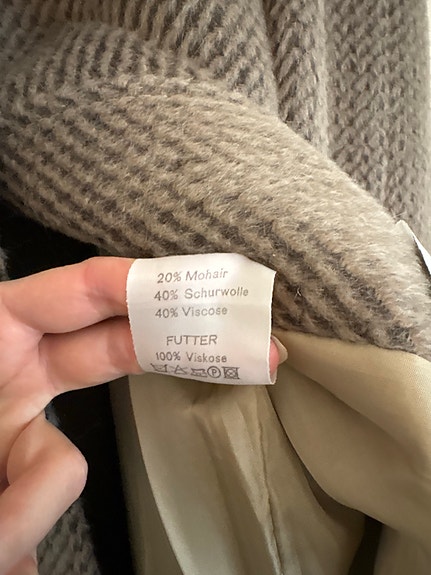 20% Mohair
40% Schurwolle
40% Viscose
FUTTER
100% Viskose
P